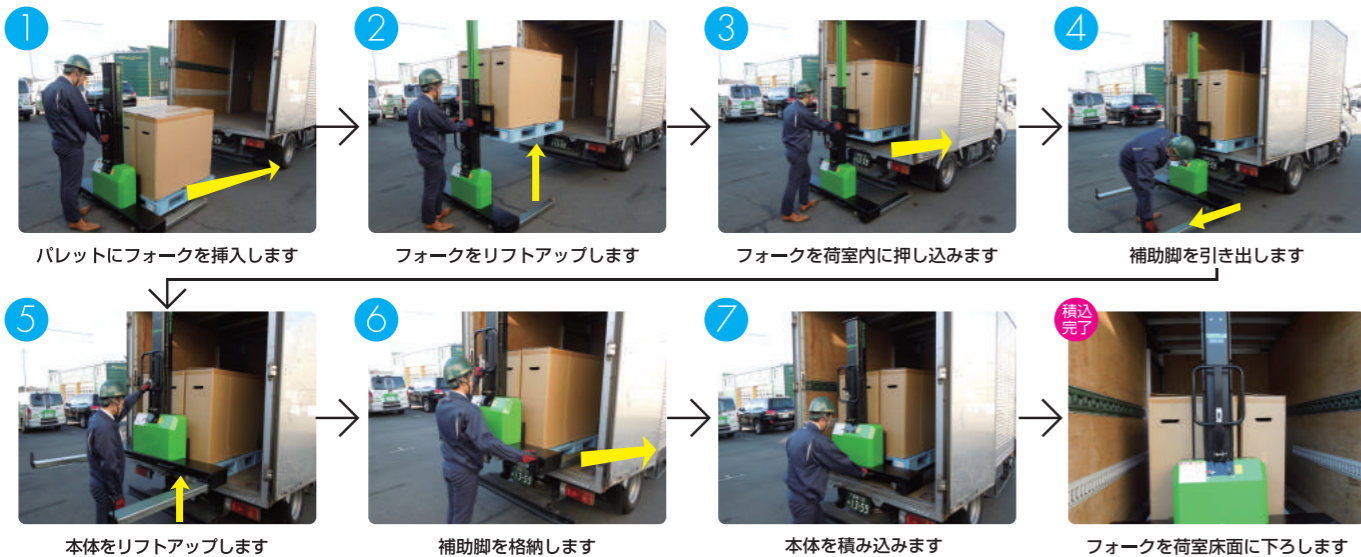 1
パレットにフォークを挿入します
2
フォークをリフトアップします
3
フォークを荷室内に押し込みます
4
補助脚を引き出します
5
本体をリフトアップします
6
補助脚を格納します
13-59
7
本体を積み込みます
13-59
積込
完了
フォークを荷室床面に下ろします